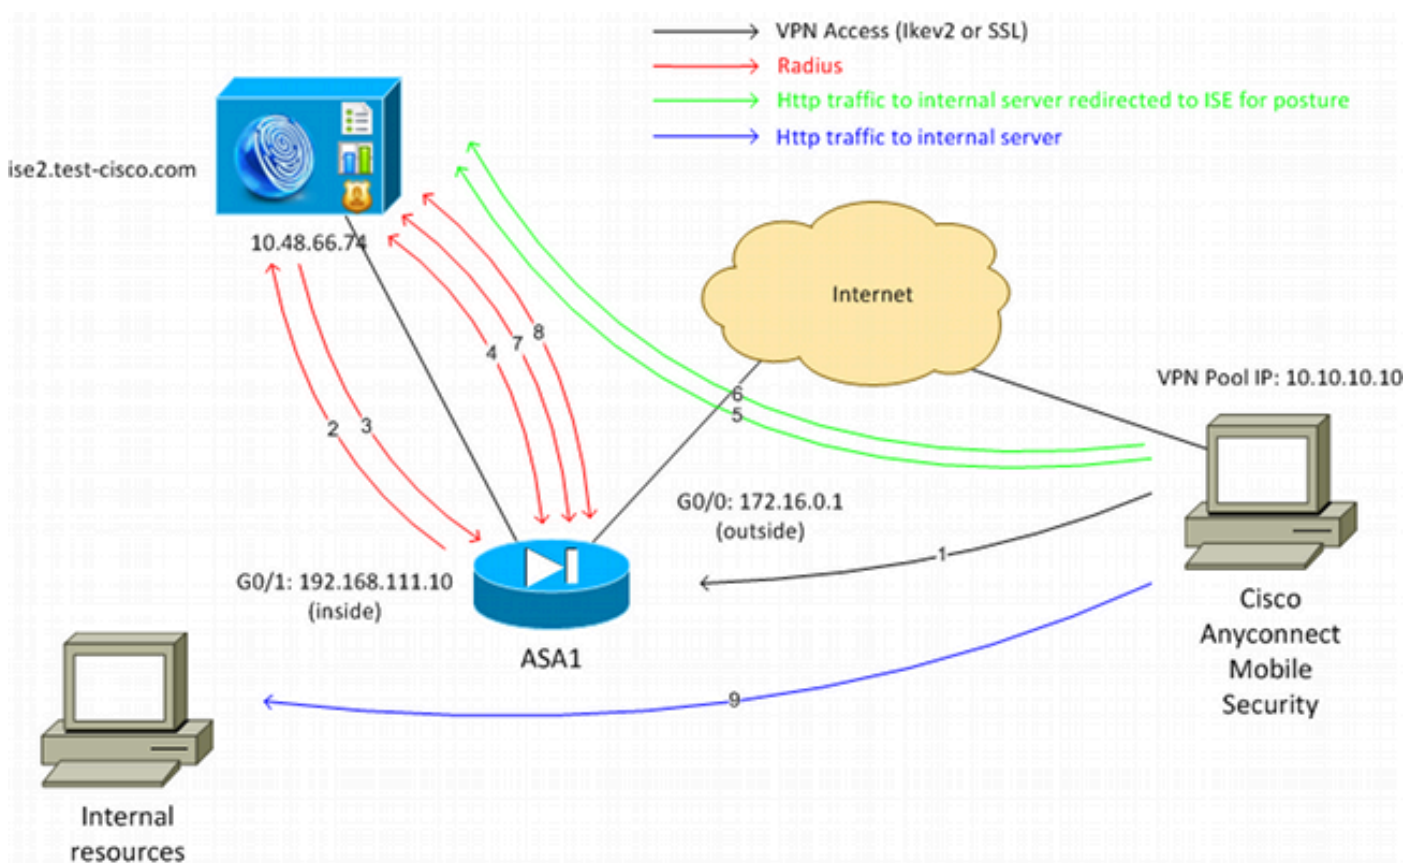 VPN Access (Ikev2 or SSL)
Radius
Http traffic to internal server redirected to ISE for posture
Http traffic to internal server
ise2.test-cisco.com
10.48.66.74
Internet
VPN Pool IP: 10.10.10.10
8
7
4
6
5
2
3
G0/0: 172.16.0.1
(outside)
1
G0/1: 192.168.111.10
(inside)
ASA1
Cisco
Anyconnect
Mobile
Security
9
Internal
resources